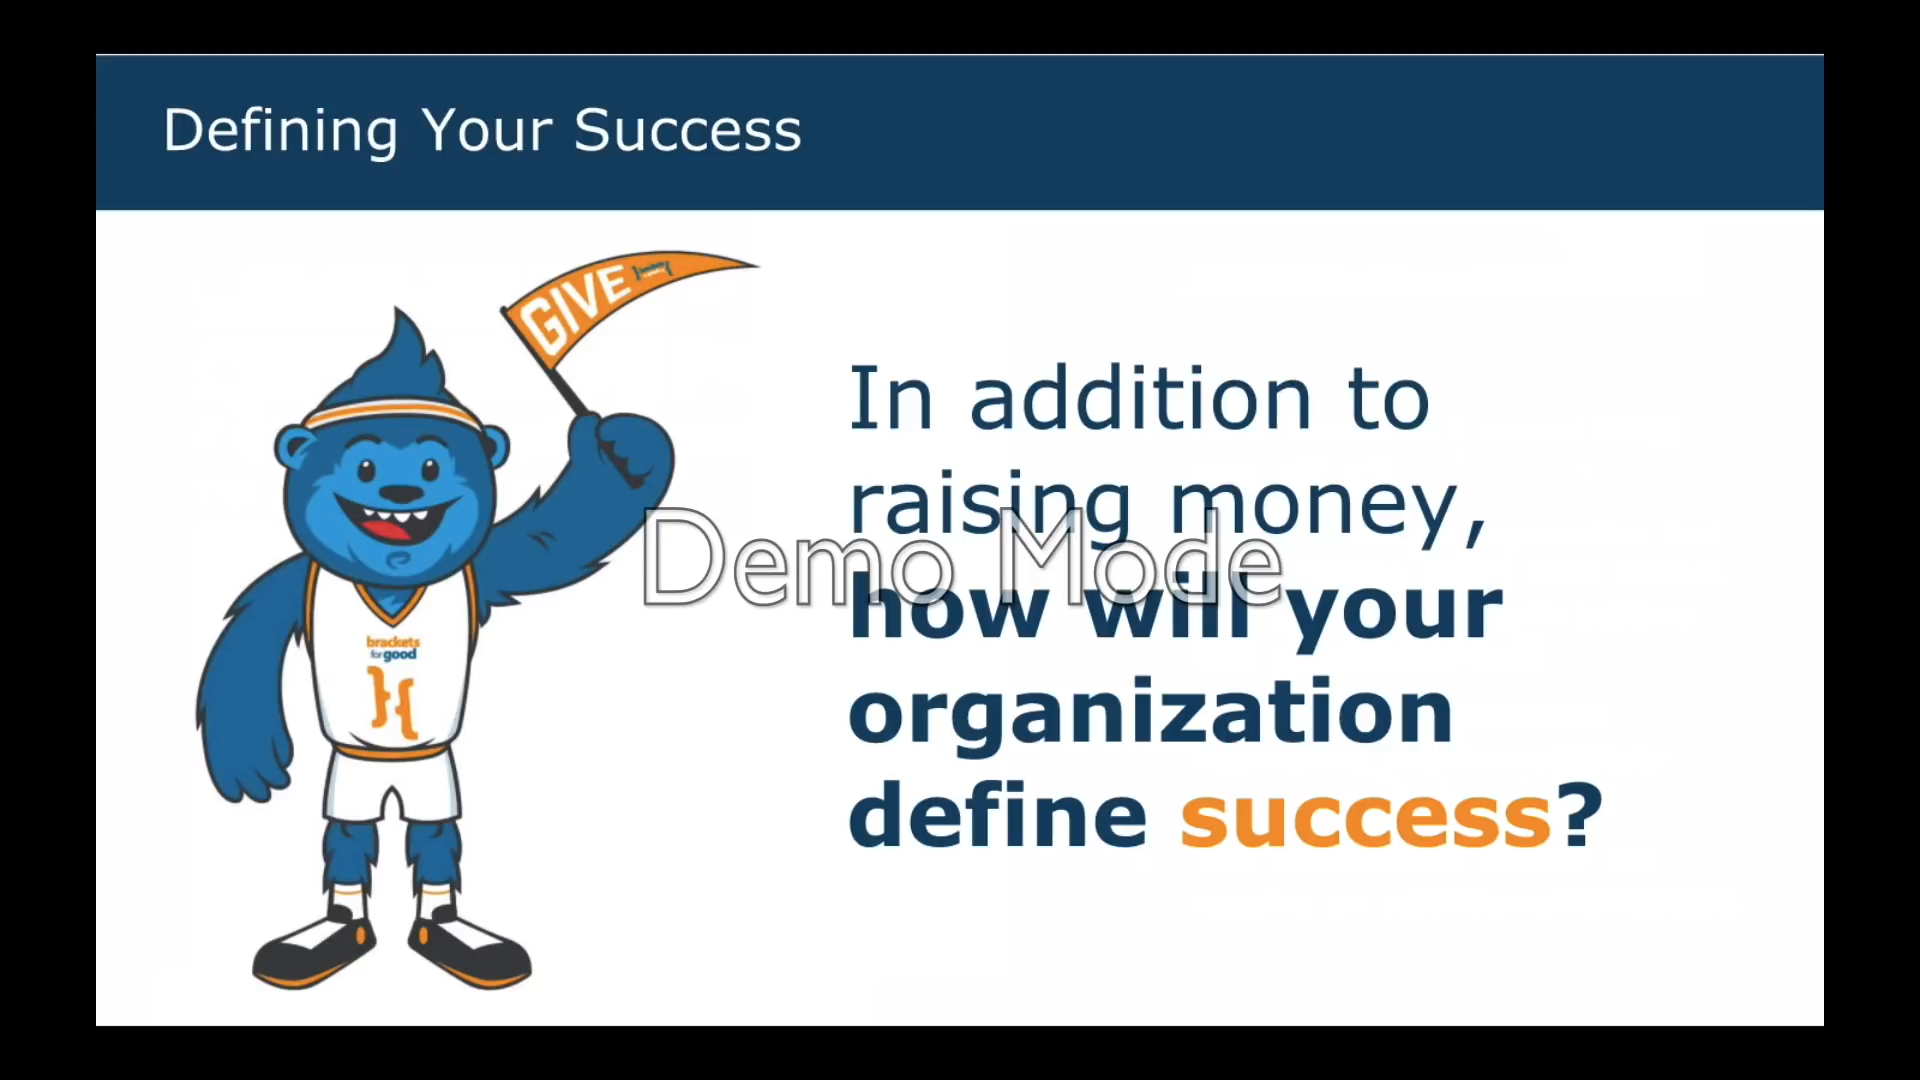 Defining Your Success
GIVE
In addition to
raising money,
how will your
organization
define success?
Demo Mode
brackets
for good